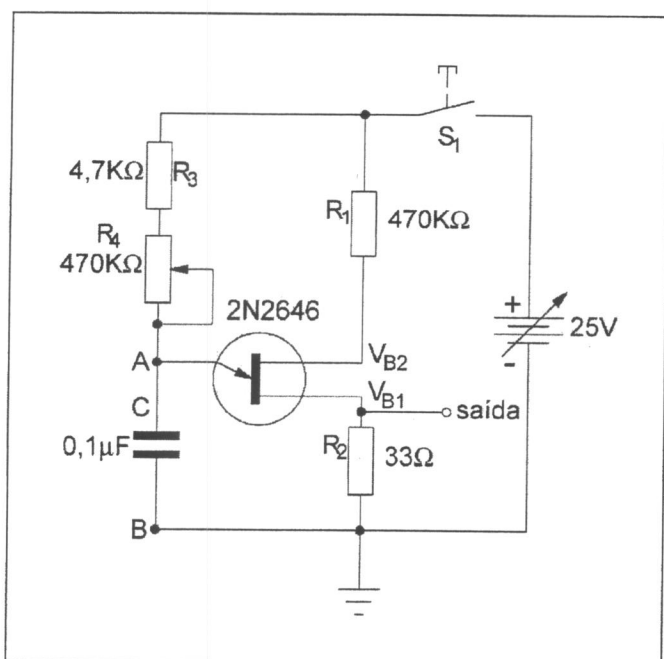 S1
4,7KΩ R3
R1 470KΩ
R4
470KΩ
2N2646
+
25V
-
A
VB2
C
VB1
saída
0,1μF
R2 33Ω
B